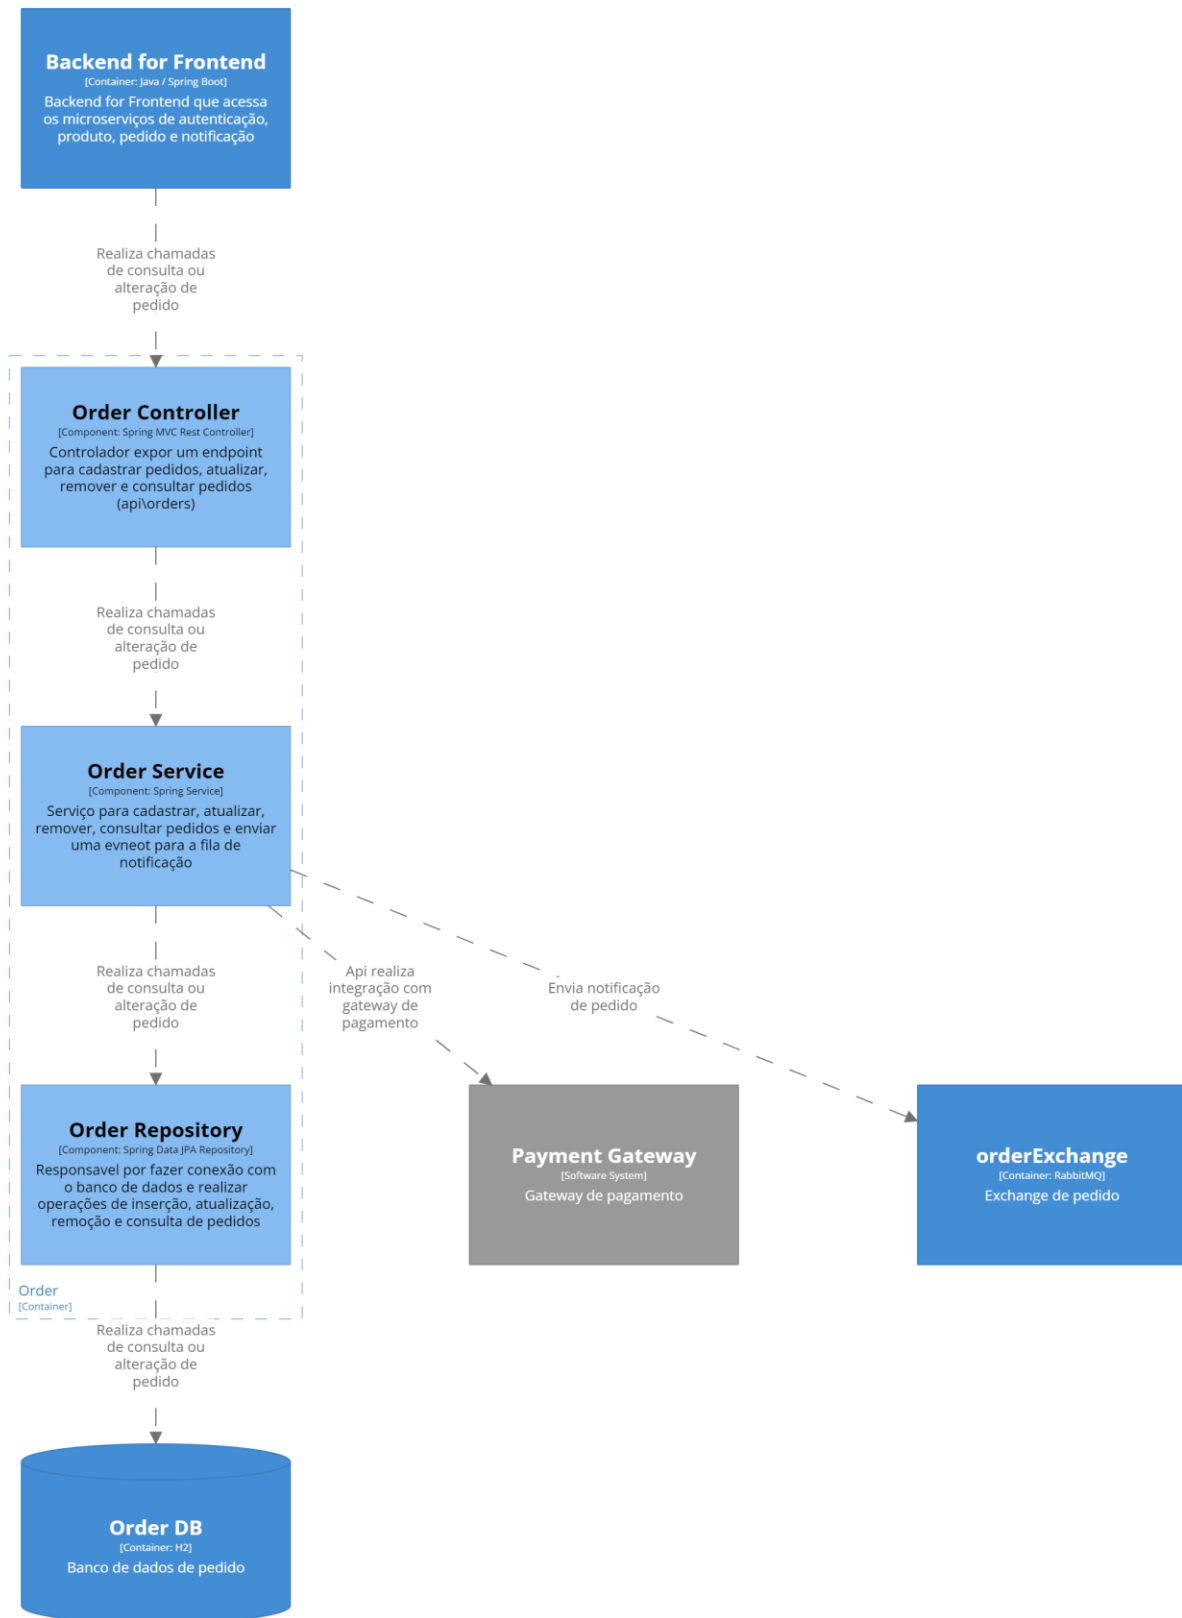 Backend for Frontend
[Container: Java / Spring Boot]
Backend for Frontend que acessa
os microserviços de autenticação,
produto, pedido e notificação
Realiza chamadas
de consulta ou
alteração de
pedido
Order Controller
[Component: Spring MVC Rest Controller]
Controlador expor um endpoint
para cadastrar pedidos, atualizar,
remover e consultar pedidos
(api\orders)
Realiza chamadas
de consulta ou
alteração de
pedido
Order Service
[Component: Spring Service]
Serviço para cadastrar, atualizar,
remover, consultar pedidos e enviar
uma evneot para a fila de
notificação
Realiza chamadas
de consulta ou
alteração de
pedido
Api realiza
integração com
gateway de
pagamento
Envia notificação
de pedido
Order Repository
[Component: Spring Data JPA Repository]
Responsavel por fazer conexão com
o banco de dados e realizar
operações de inserção, atualização,
remoção e consulta de pedidos
Payment Gateway
[Software System]
Gateway de pagamento
orderExchange
[Container: RabbitMQ]
Exchange de pedido
Order
[Container]
Realiza chamadas
de consulta ou
alteração de
pedido
Order DB
[Container: H2]
Banco de dados de pedido